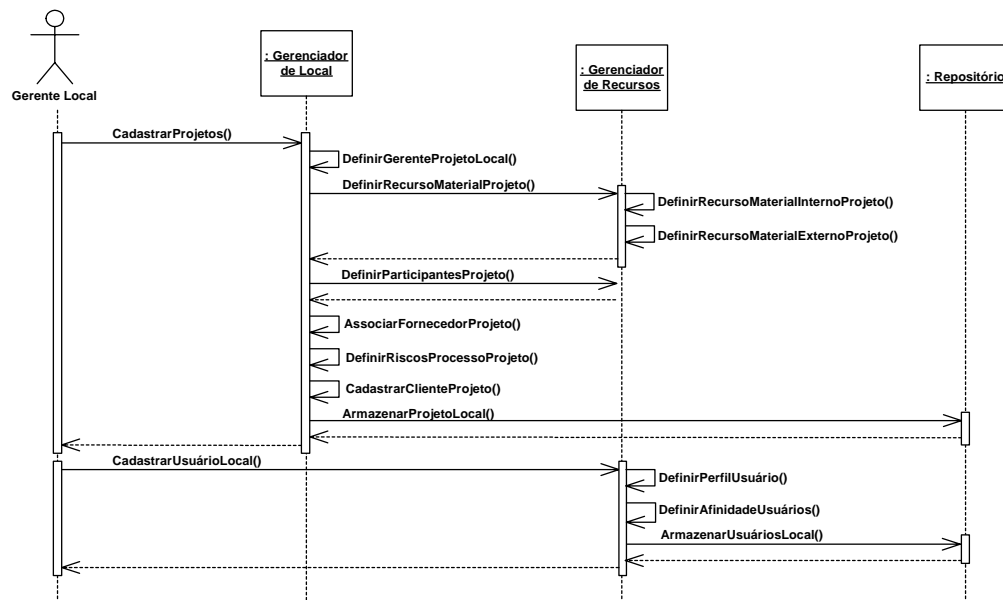 : Gerenciador
de Local
: Gerenciador
de Recursos
: Repositório
Gerente Local
CadastrarProjetos()
DefinirGerenteProjetoLocal()
DefinirRecursoMaterialProjeto()
DefinirRecursoMaterialInternoProjeto()
DefinirRecursoMaterialExternoProjeto()
DefinirParticipantesProjeto()
AssociarFornecedorProjeto()
DefinirRiscosProcessoProjeto()
CadastrarClienteProjeto()
ArmazenarProjetoLocal()
CadastrarUsuárioLocal()
DefinirPerfilUsuário()
DefinirAfinidadeUsuários()
ArmazenarUsuáriosLocal()